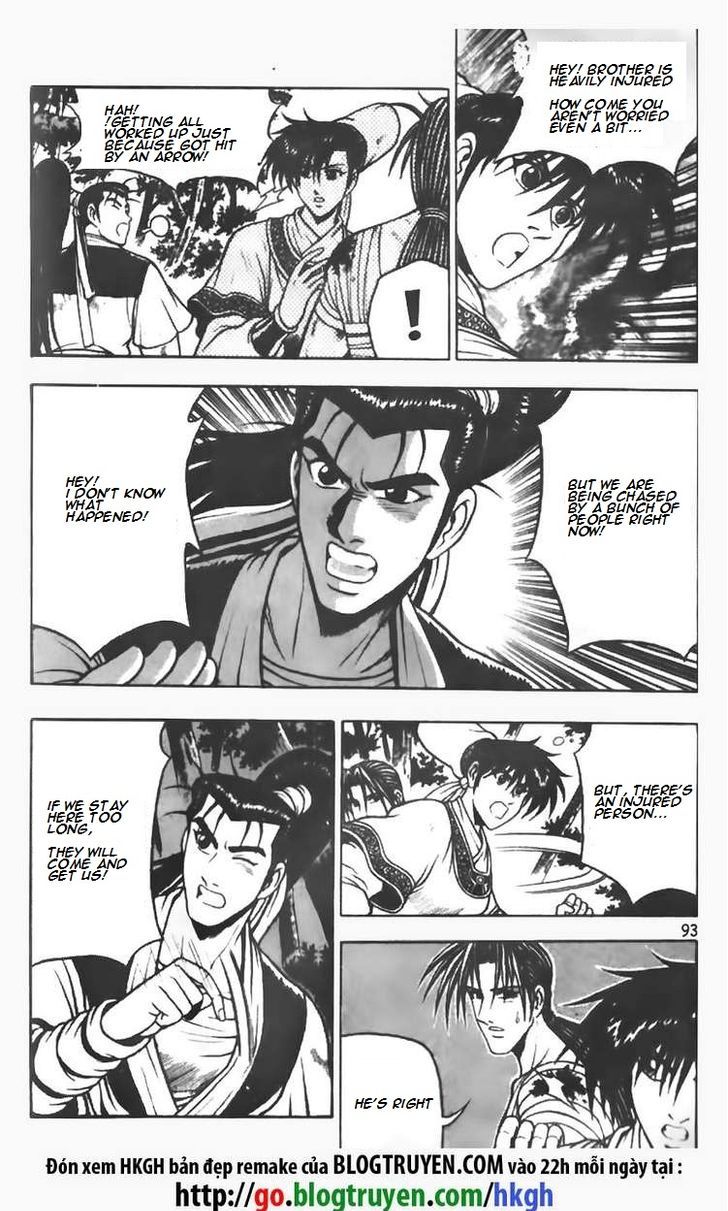 HAH!
!GETTING ALL
WORKED UP JUST
BECAUSE GOT HIT
BY AN ARROW!
!
HEY! BROTHER IS
HEAVILY INJURED
HOW COME YOU
AREN'T WORRIED
EVEN A BIT...
HEY!
I DON'T KNOW
WHAT
HAPPENED!
BUT WE ARE
BEING CHASED
BY A BUNCH OF
PEOPLE RIGHT
NOW!
IF WE STAY
HERE TOO
LONG,
THEY WILL
COME AND
GET US!
BUT, THERE'S
AN INJURED
PERSON...
93
HE'S RIGHT
Đón xem HKGH bản đẹp remake của BLOGTRUYEN.COM vào 22h mỗi ngày tại :
http://go.blogtruyen.com/hkgh